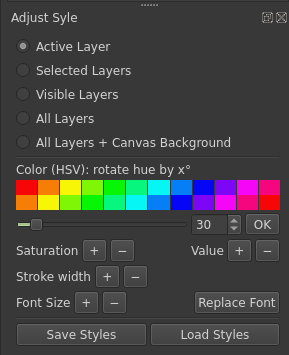 Adjust Syle
Active Layer
Selected Layers
Visible Layers
All Layers
All Layers + Canvas Background
Color (HSV): rotate hue by x°
30 OK
Saturation + − Value + −
Stroke width + −
Font Size + − Replace Font
Save Styles Load Styles